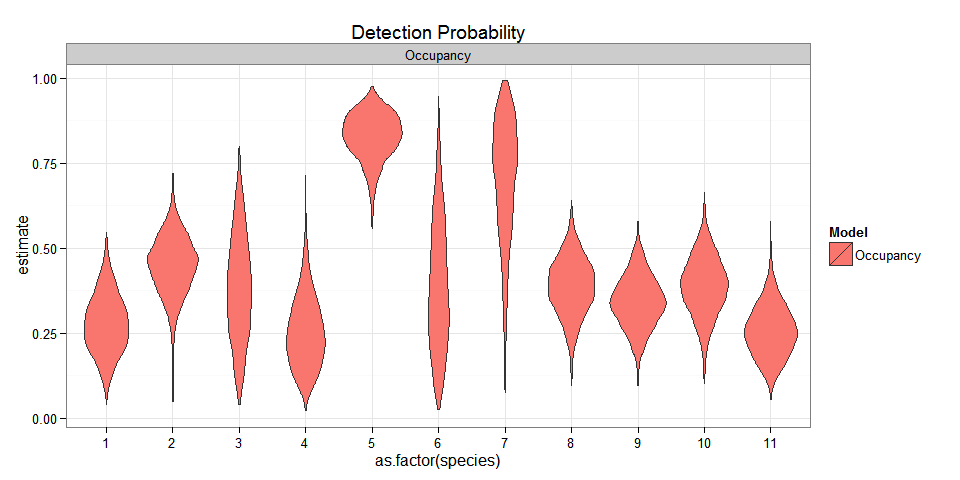 Detection Probability
Occupancy
1.00
0.75
0.50
0.25
0.00
estimate
1 2 3 4 5 6 7 8 9 10 11
as.factor(species)
Model
Occupancy